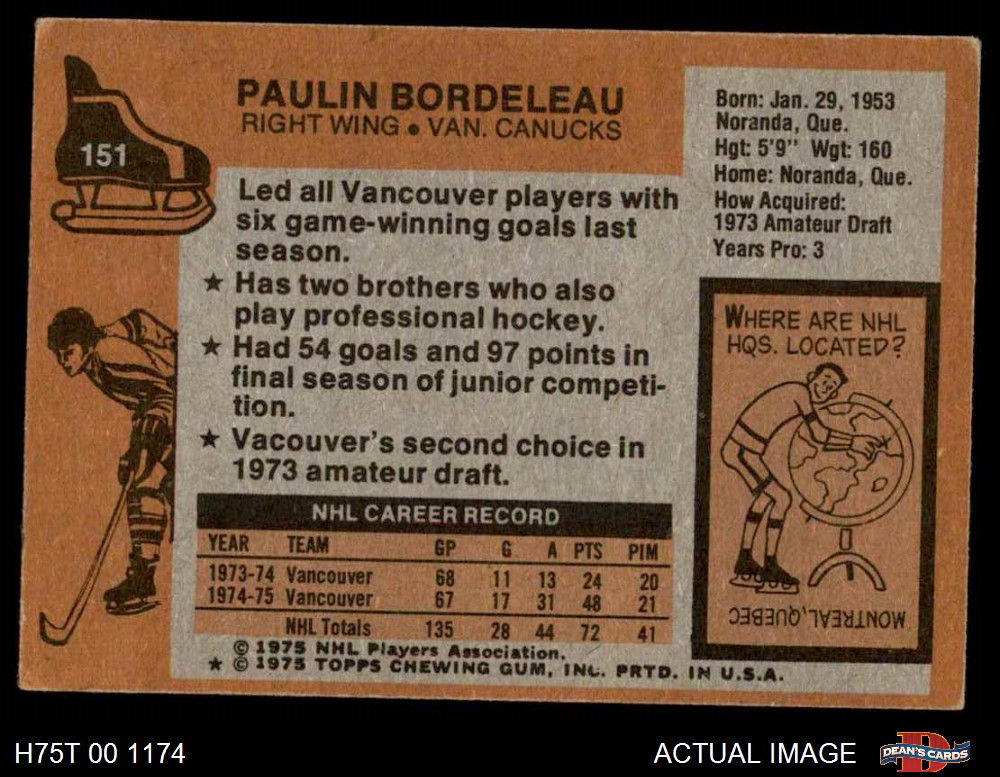 151
PAULIN BORDELEAU
RIGHT WING • VAN. CANUCKS
Led all Vancouver players with
six game-winning goals last
season.
★ Has two brothers who also
play professional hockey.
★ Had 54 goals and 97 points in
final season of junior competi-
tion.
★ Vacouver's second choice in
1973 amateur draft.
NHL CAREER RECORD
YEAR TEAM GP G A PTS PIM
1973-74 Vancouver 68 11 13 24 20
1974-75 Vancouver 67 17 31 48 21
NHL Totals 135 28 44 72 41
© 1975 NHL Players Association.
★ © 1975 TOPPS CHEWING GUM, INC. PRTD. IN U.S.A.
Born: Jan. 29, 1953
Noranda, Que.
Hgt: 5'9" Wgt: 160
Home: Noranda, Que.
How Acquired:
1973 Amateur Draft
Years Pro: 3
WHERE ARE NHL
HQS. LOCATED?
MONTREAL, QUEBEC
H75T 00 1174
ACTUAL IMAGE
DEAN'S CARDS